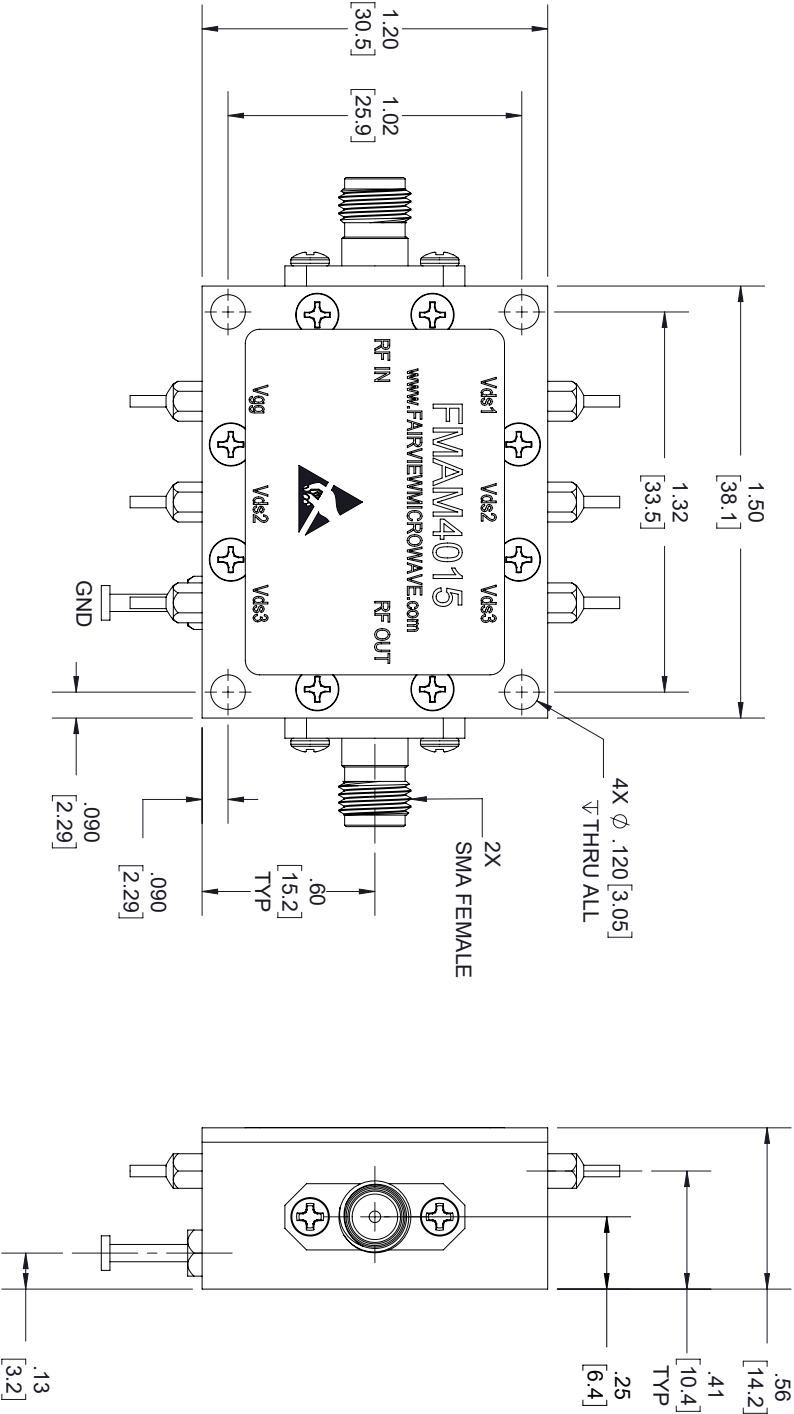 1.50
[38.1]
1.32
[33.5]
4X ⌀ .120 [3.05]
↧ THRU ALL
1.20
[30.5]
1.02
[25.9]
Vds1 Vds2 Vds3
FMAM4015
www.FAIRVIEWMICROWAVE.com
RF IN RF OUT
Vgg Vds2 Vds3
GND
2X
SMA FEMALE
.60
[15.2]
TYP
.090
[2.29]
.090
[2.29]
.56
[14.2]
.41
[10.4]
TYP
.25
[6.4]
.13
[3.2]